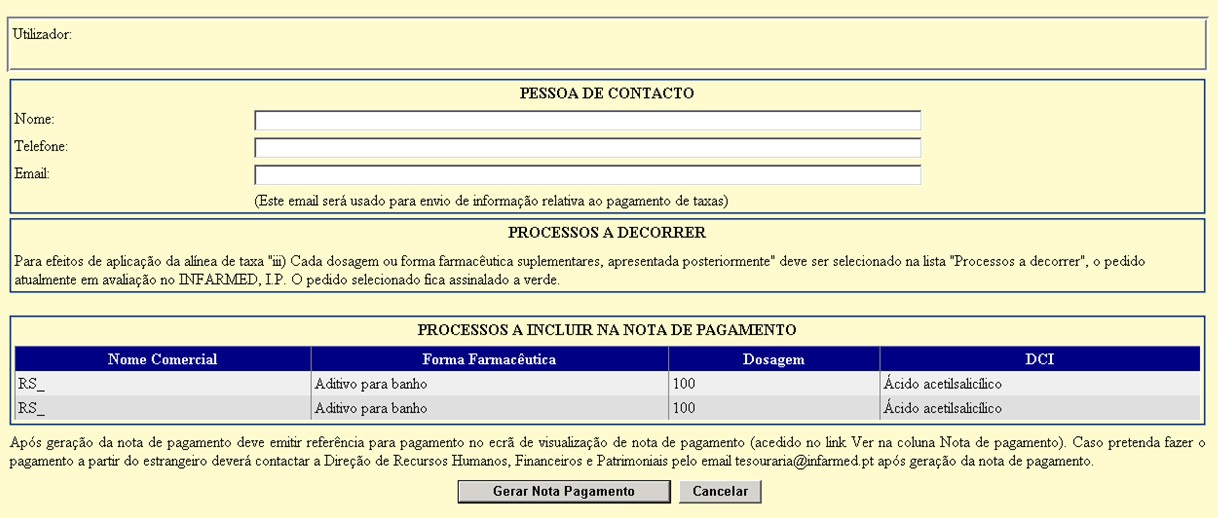 Utilizador:
PESSOA DE CONTACTO
Nome:
Telefone:
Email:
(Este email será usado para envio de informação relativa ao pagamento de taxas)
PROCESSOS A DECORRER
Para efeitos de aplicação da alínea de taxa "iii) Cada dosagem ou forma farmacêutica suplementares, apresentada posteriormente" deve ser selecionado na lista "Processos a decorrer", o pedido
atualmente em avaliação no INFARMED, I.P. O pedido selecionado fica assinalado a verde.
PROCESSOS A INCLUIR NA NOTA DE PAGAMENTO
Nome Comercial Forma Farmacêutica Dosagem DCI
RS_ Aditivo para banho 100 Ácido acetilsalicílico
RS_ Aditivo para banho 100 Ácido acetilsalicílico
Após geração da nota de pagamento deve emitir referência para pagamento no ecrã de visualização de nota de pagamento (acedido no link Ver na coluna Nota de pagamento). Caso pretenda fazer o
pagamento a partir do estrangeiro deverá contactar a Direção de Recursos Humanos, Financeiros e Patrimoniais pelo email tesouraria@infarmed.pt após geração da nota de pagamento.
Gerar Nota Pagamento Cancelar